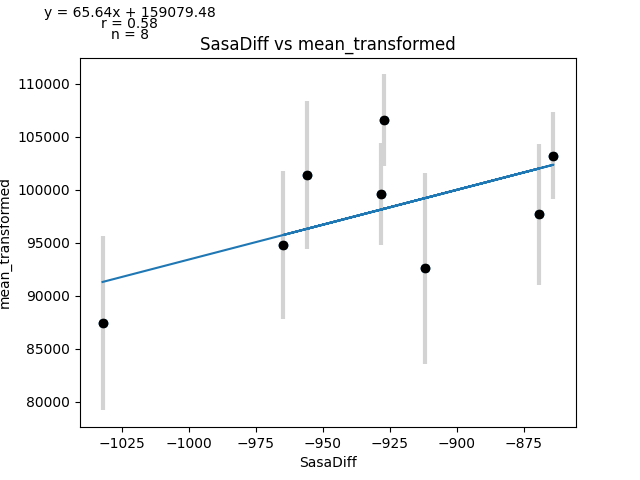 y = 65.64x + 159079.48
r = 0.58
n = 8
SasaDiff vs mean_transformed
mean_transformed
110000
105000
100000
95000
90000
85000
80000
−1025
−1000
−975
−950
−925
−900
−875
SasaDiff